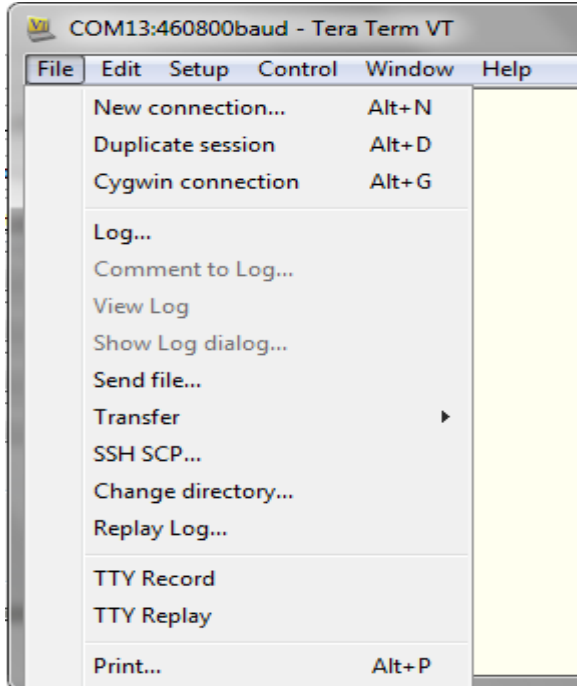 COM13:460800baud - Tera Term VT
File Edit Setup Control Window Help
New connection... Alt+N
Duplicate session Alt+D
Cygwin connection Alt+G
Log...
Comment to Log...
View Log
Show Log dialog...
Send file...
Transfer
SSH SCP...
Change directory...
Replay Log...
TTY Record
TTY Replay
Print... Alt+P